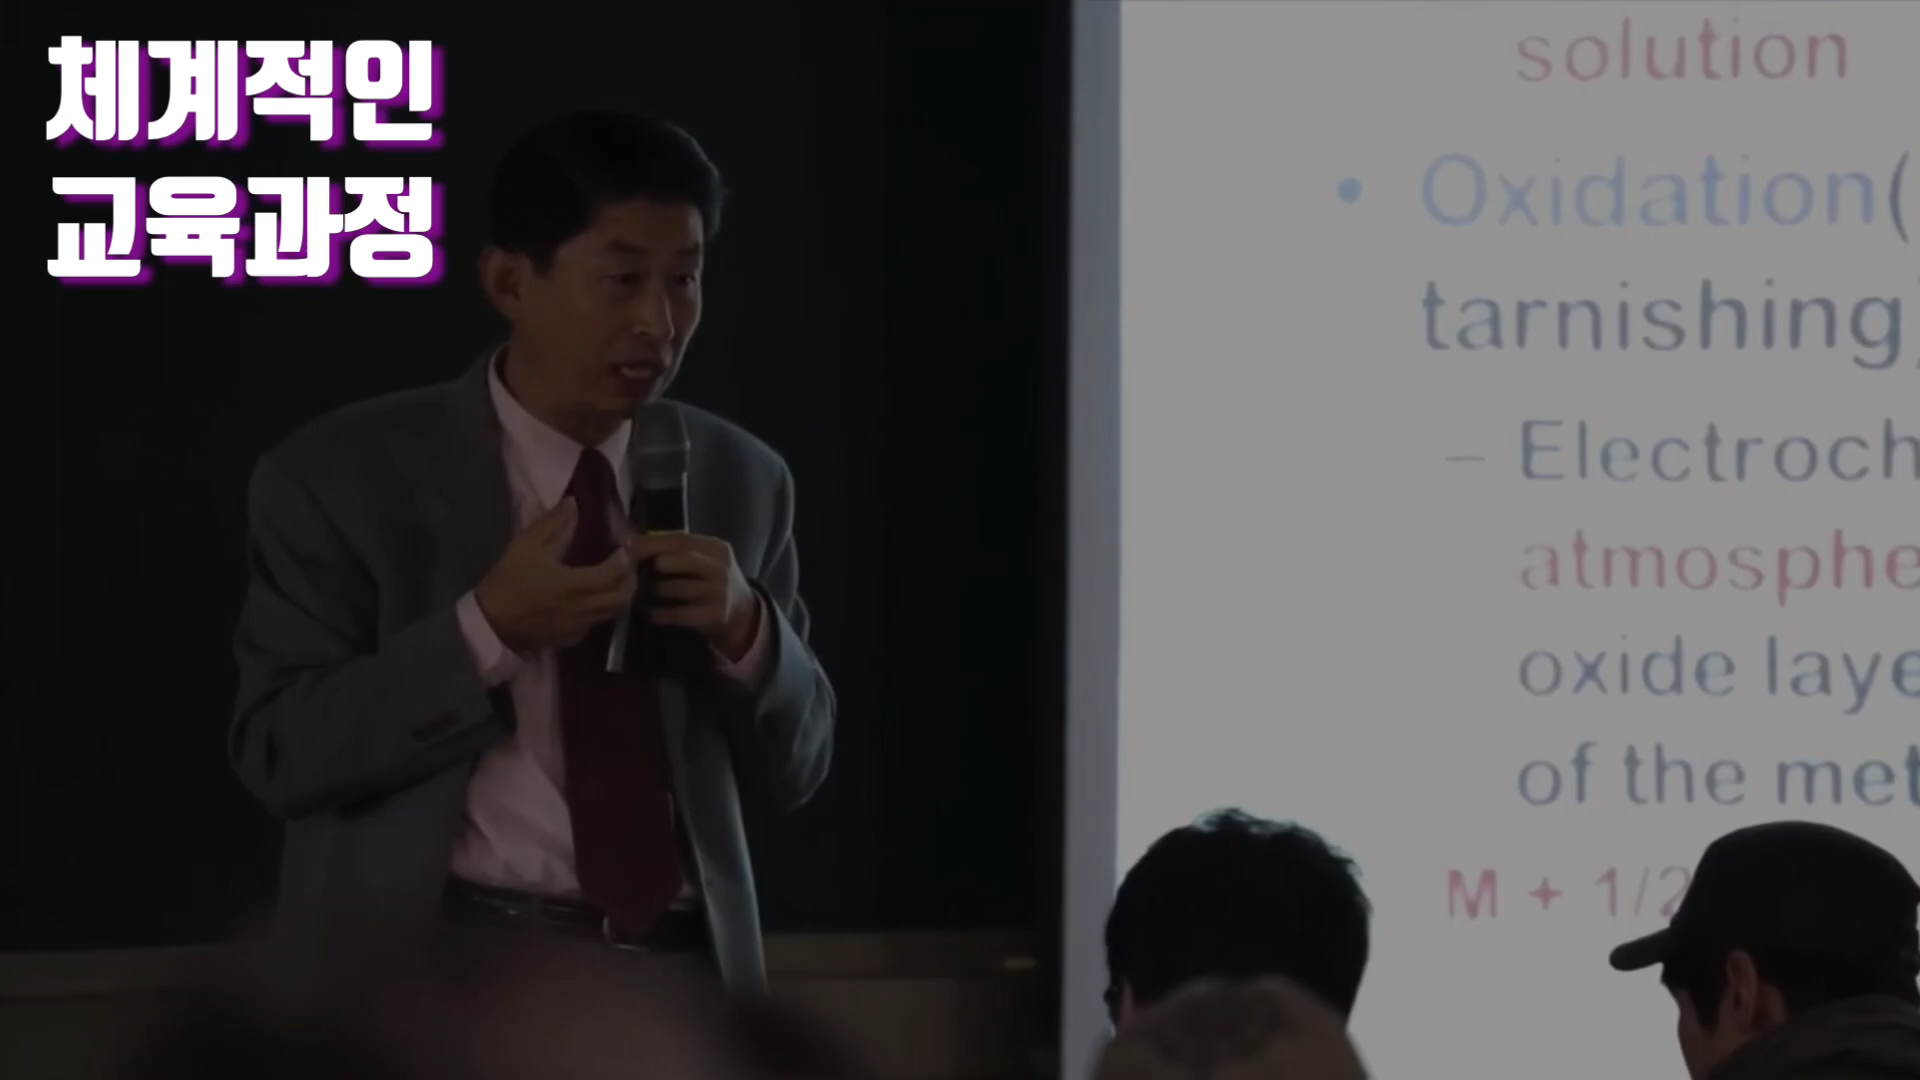 체계적인
교육과정
solution
• Oxidation(
tarnishing)
– Electroch
atmosphe
oxide laye
of the met
M + 1/2